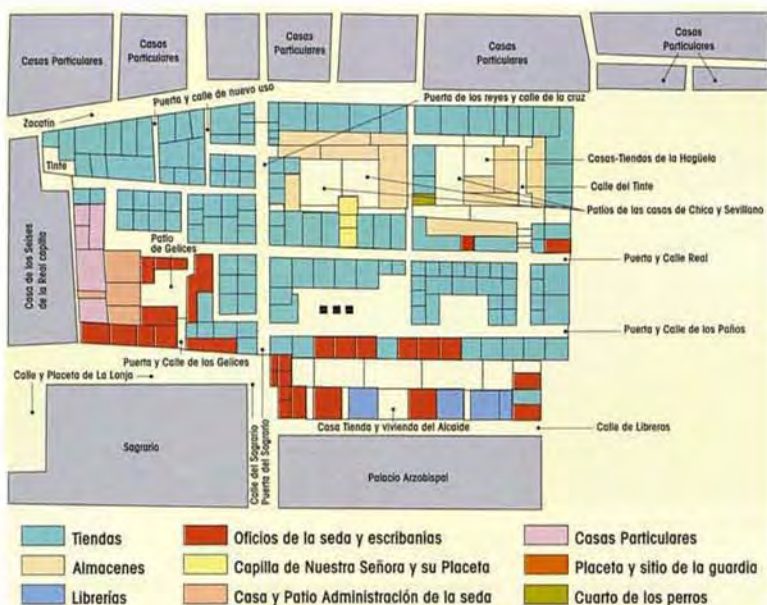 Casas
Particulares
Casas
Particulares
Casas
Particulares
Casas Particulares
Casas
Particulares
Casas
Particulares
Puerta y calle de nuevo uso
Puerta de los reyes y calle de la cruz
Zacatín
Tinte
Casas-Tiendas de la Hagüela
Calle del Tinte
Patios de las casas de Chica y Sevillano
Casa de los Seises
de la Real capilla
Patio
de Gelices
Puerta y Calle Real
Puerta y Calle de los Paños
Puerta y Calle de los Gelices
Calle y Placeta de La Lonja
Calle del Sagrario
Puerta del Sagrario
Casa Tienda y vivienda del Alcaide
Calle de Libreros
Sagrario
Palacio Arzobispal
Tiendas
Oficios de la seda y escribanias
Casas Particulares
Almacenes
Capilla de Nuestra Señora y su Placeta
Placeta y sitio de la guardia
Librerías
Casa y Patio Administración de la seda
Cuarto de los perros